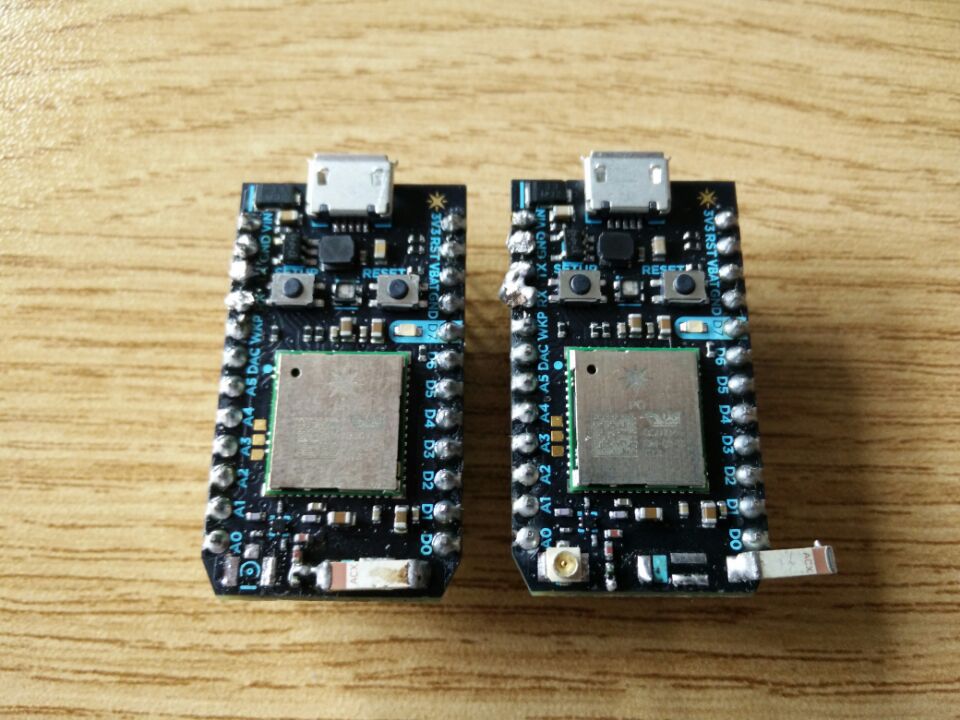 VIN
GND
TX
RX
WKP
DAC
A5
A4
A3
A2
A1
A0
3V3
RST
VBAT
GND
D7
D6
D5
D4
D3
D2
D1
D0
SETUP
RESET
ACX
VIN
GND
TX
RX
WKP
DAC
A5
A4
A3
A2
A1
A0
3V3
RST
VBAT
GND
D7
D6
D5
D4
D3
D2
D1
D0
SETUP
RESET
ACX